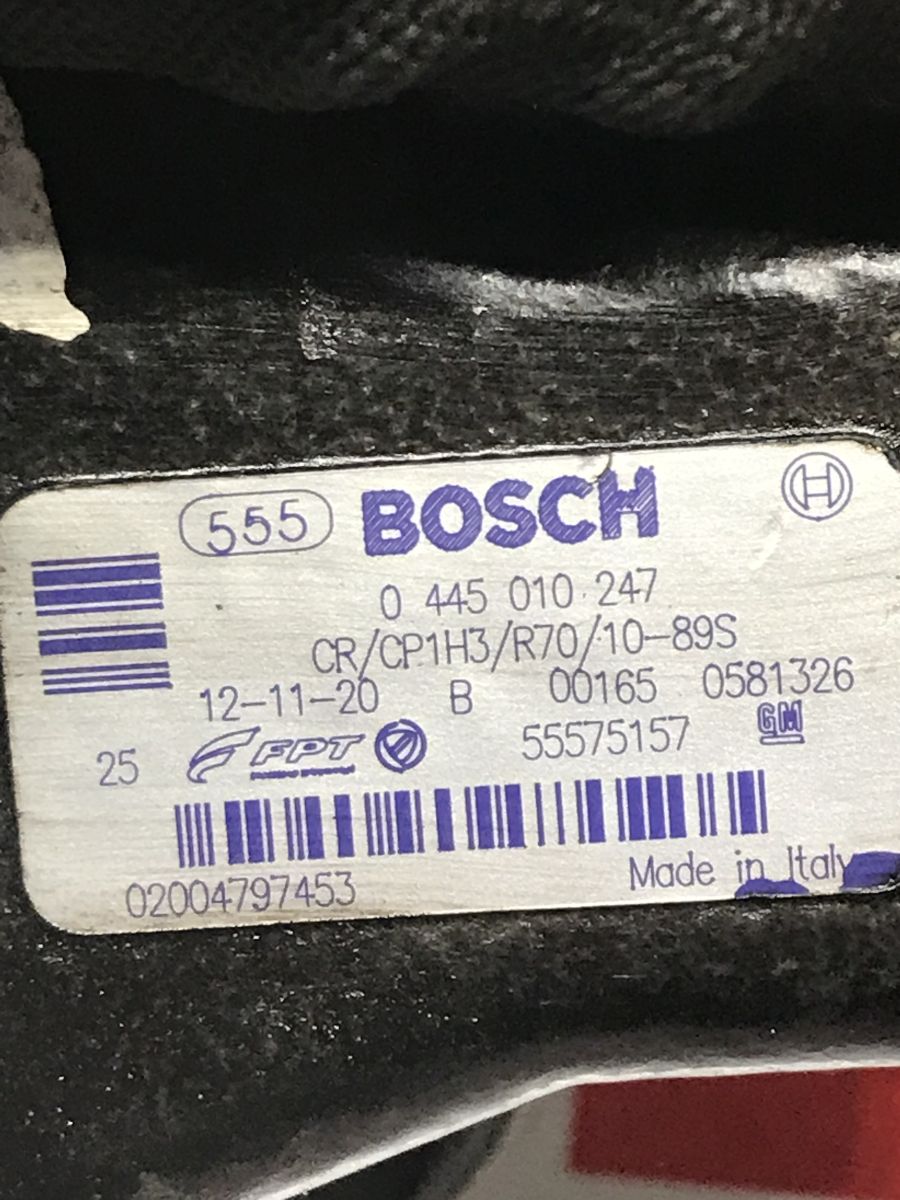 555 BOSCH
0 445 010 247
CR/CP1H3/R70/10-89S
12-11-20 B 00165 0581326
25 FPT 55575157 GM
02004797453 Made in Italy